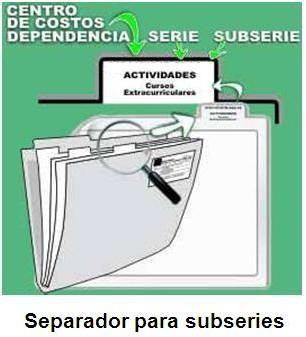 CENTRO
DE COSTOS
DEPENDENCIA SERIE SUBSERIE
ACTIVIDADES
Cursos
Extracurriculares
Separador para subseries